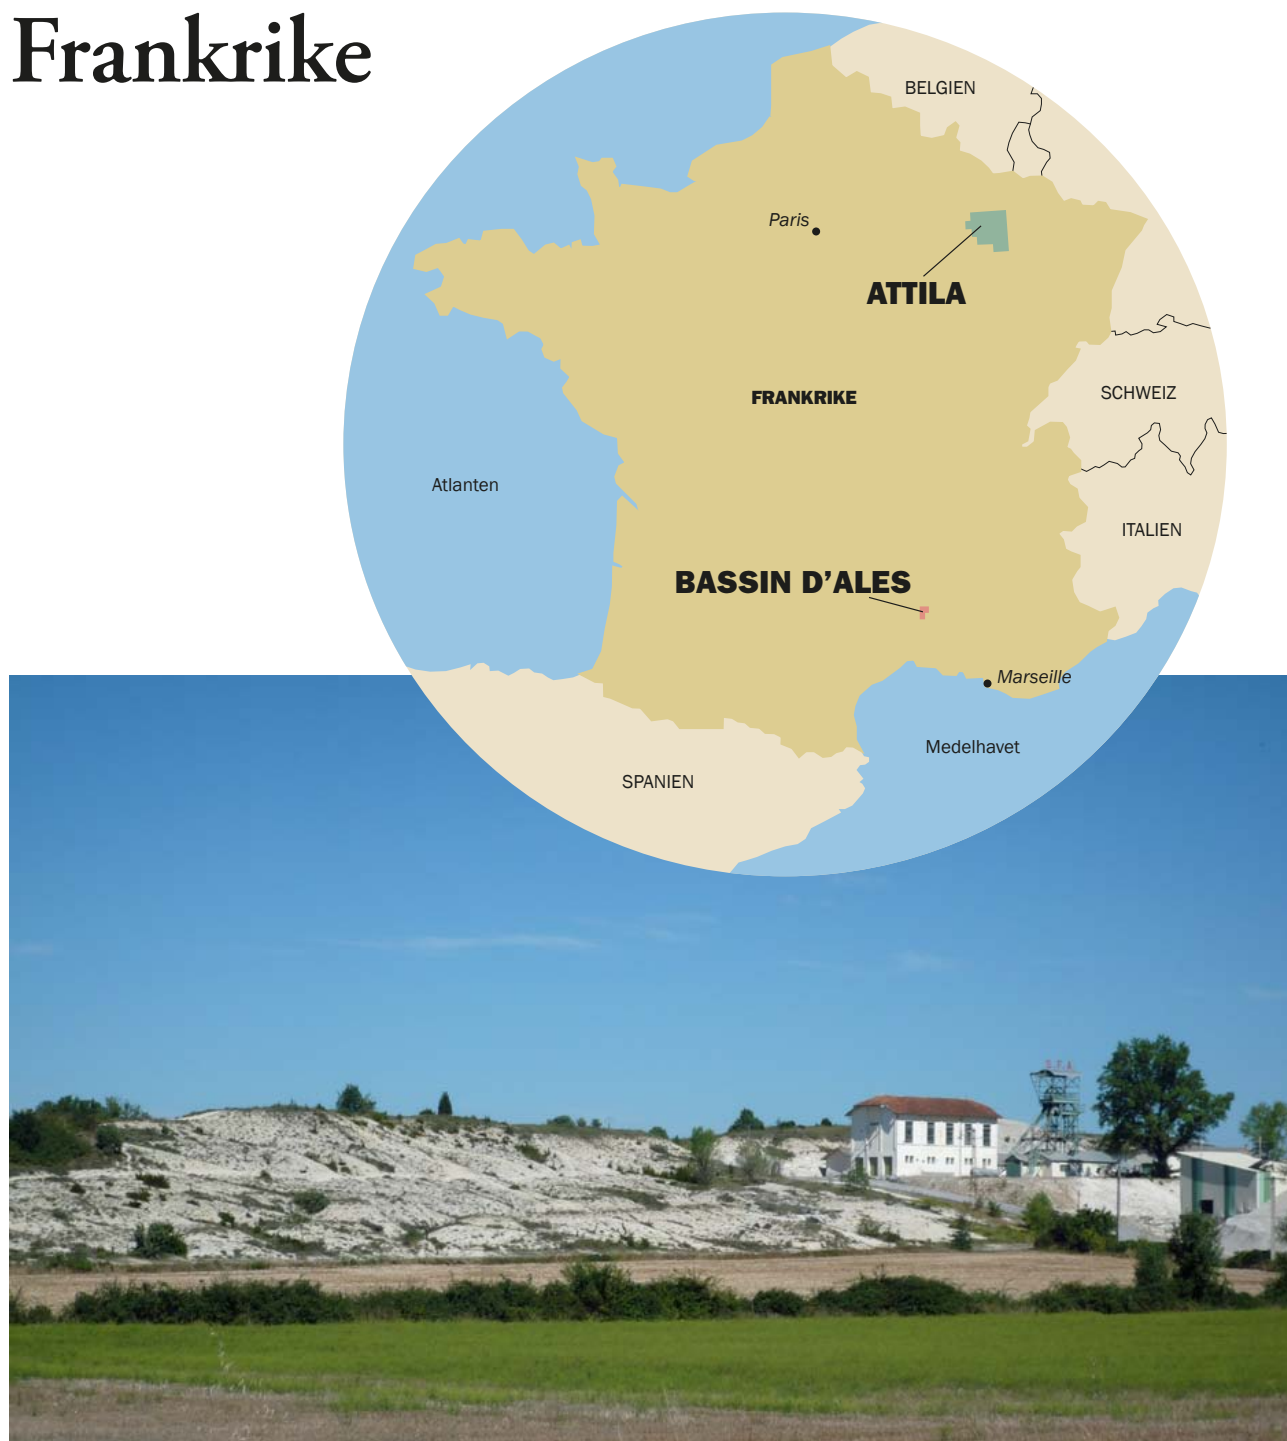 Frankrike
BELGIEN
Paris
ATTILA
FRANKRIKE
SCHWEIZ
Atlanten
ITALIEN
BASSIN D’ALES
Marseille
Medelhavet
SPANIEN